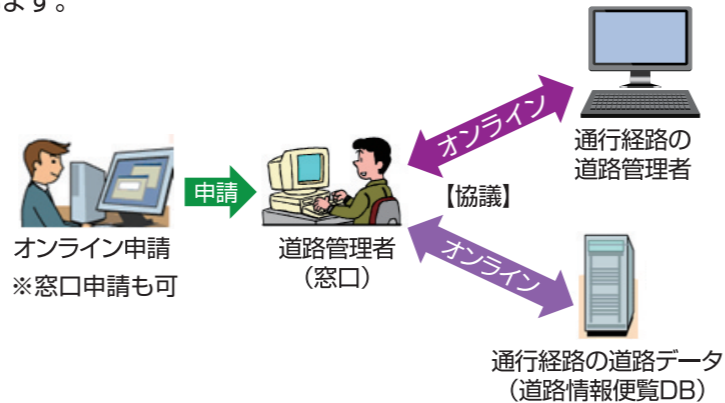 ます。
オンライン
通行経路の
道路管理者
申請
【協議】
オンライン申請
※窓口申請も可
道路管理者
（窓口）
オンライン
通行経路の道路データ
（道路情報便覧DB）